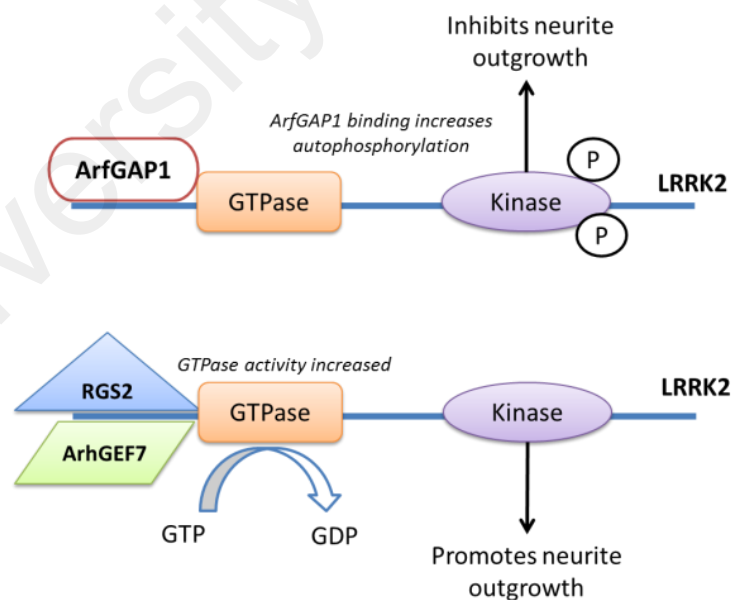 Inhibits neurite
outgrowth
ArfGAP1 binding increases
autophosphorylation
P
ArfGAP1
GTPase
Kinase
LRRK2
P
GTPase activity increased
RGS2
GTPase
Kinase
LRRK2
ArhGEF7
GTP
GDP
Promotes neurite
outgrowth